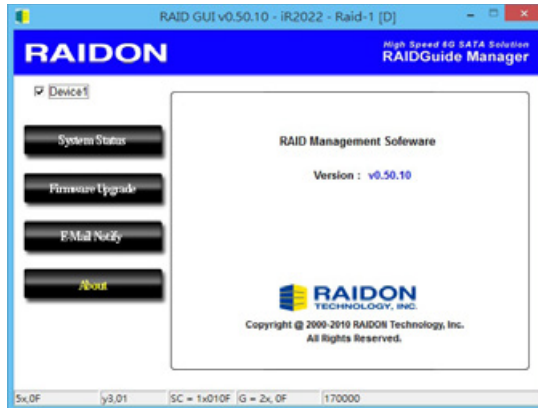 RAID GUI v0.50.10 - iR2022 - Raid-1 [D]
RAIDON
High Speed 6G SATA Solution
RAIDGuide Manager
Device1
System Status
Firmware Upgrade
E-Mail Notify
About
RAID Management Sofeware
Version : v0.50.10
RAIDON
TECHNOLOGY, INC.
Copyright @ 2000-2010 RAIDON Technology, Inc.
All Rights Reserved.
5x,0F y3,01 SC = 1x010F G = 2x, 0F 170000